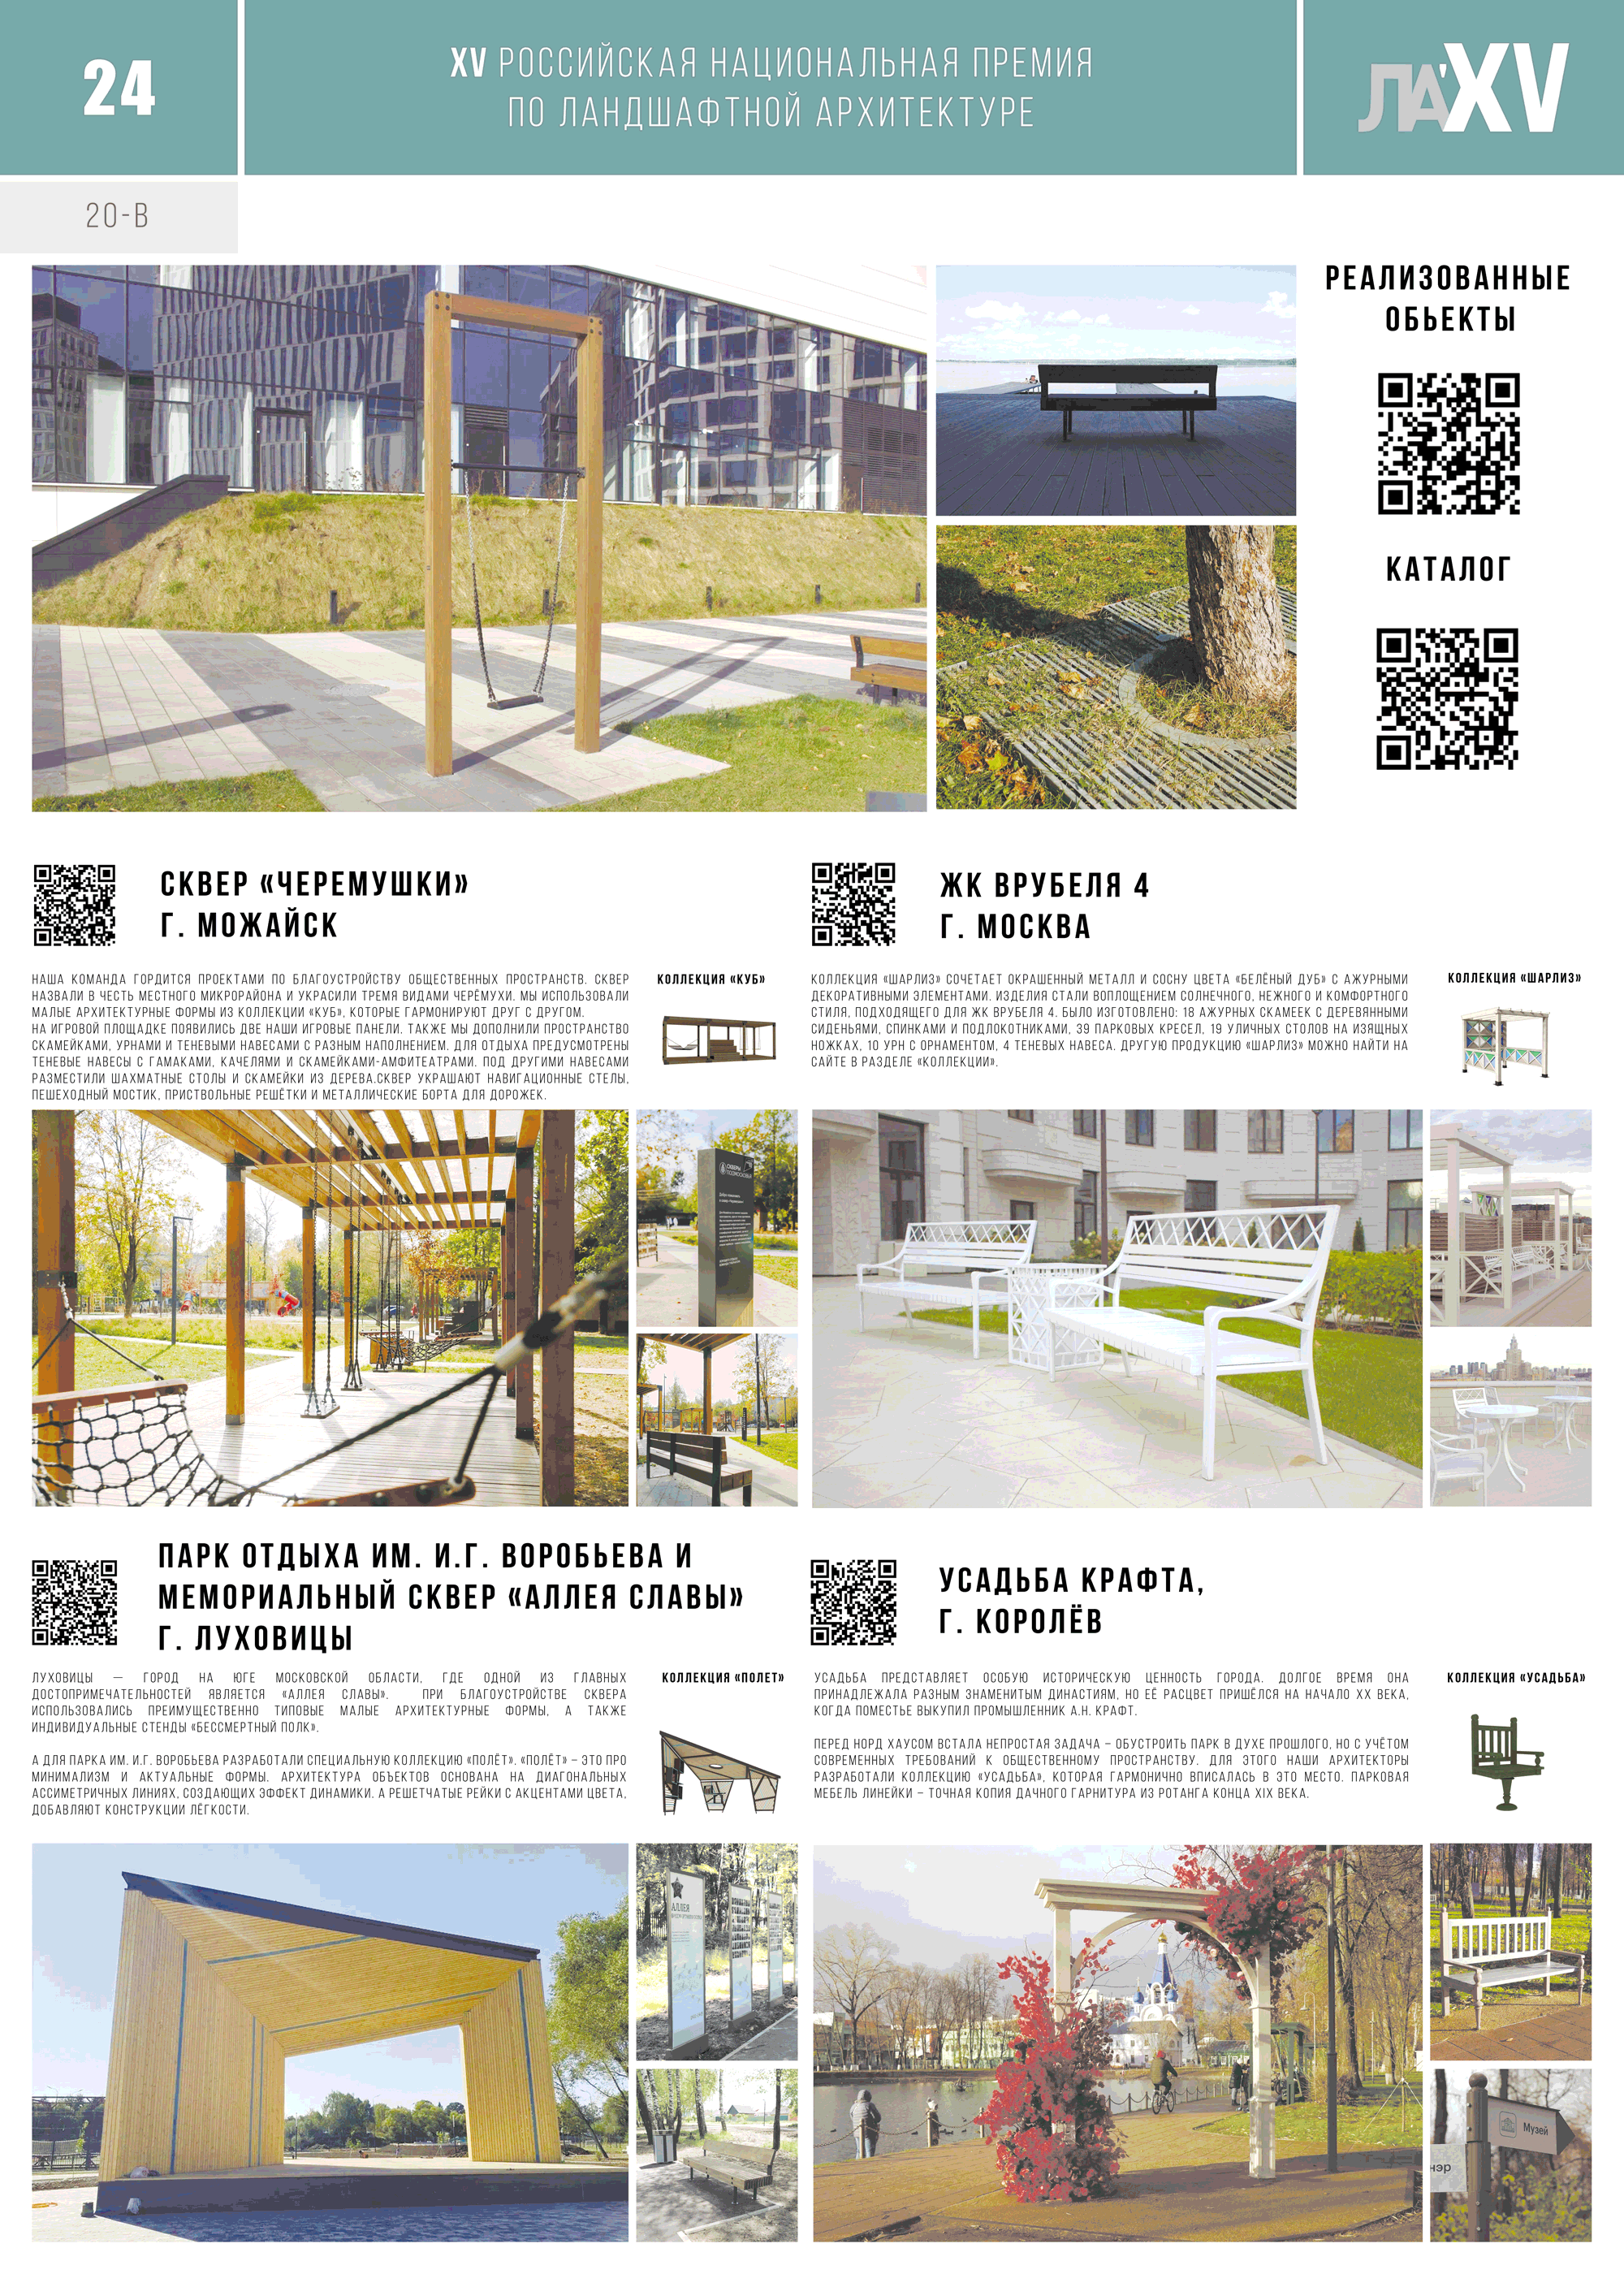 24
XV РОССИЙСКАЯ НАЦИОНАЛЬНАЯ ПРЕМИЯ
ПО ЛАНДШАФТНОЙ АРХИТЕКТУРЕ
ЛА'XV
20-В
РЕАЛИЗОВАННЫЕ
ОБЬЕКТЫ
КАТАЛОГ
СКВЕР «ЧЕРЕМУШКИ»
Г. МОЖАЙСК
НАША КОМАНДА ГОРДИТСЯ ПРОЕКТАМИ ПО БЛАГОУСТРОЙСТВУ ОБЩЕСТВЕННЫХ ПРОСТРАНСТВ. СКВЕР
НАЗВАЛИ В ЧЕСТЬ МЕСТНОГО МИКРОРАЙОНА И УКРАСИЛИ ТРЕМЯ ВИДАМИ ЧЕРЁМУХИ. МЫ ИСПОЛЬЗОВАЛИ
МАЛЫЕ АРХИТЕКТУРНЫЕ ФОРМЫ ИЗ КОЛЛЕКЦИИ «КУБ», КОТОРЫЕ ГАРМОНИРУЮТ ДРУГ С ДРУГОМ.
НА ИГРОВОЙ ПЛОЩАДКЕ ПОЯВИЛИСЬ ДВЕ НАШИ ИГРОВЫЕ ПАНЕЛИ. ТАКЖЕ МЫ ДОПОЛНИЛИ ПРОСТРАНСТВО
СКАМЕЙКАМИ, УРНАМИ И ТЕНЕВЫМИ НАВЕСАМИ С РАЗНЫМ НАПОЛНЕНИЕМ. ДЛЯ ОТДЫХА ПРЕДУСМОТРЕНЫ
ТЕНЕВЫЕ НАВЕСЫ С ГАМАКАМИ, КАЧЕЛЯМИ И СКАМЕЙКАМИ-АМФИТЕАТРАМИ. ПОД ДРУГИМИ НАВЕСАМИ
РАЗМЕСТИЛИ ШАХМАТНЫЕ СТОЛЫ И СКАМЕЙКИ ИЗ ДЕРЕВА.СКВЕР УКРАШАЮТ НАВИГАЦИОННЫЕ СТЕЛЫ,
ПЕШЕХОДНЫЙ МОСТИК, ПРИСТВОЛЬНЫЕ РЕШЁТКИ И МЕТАЛЛИЧЕСКИЕ БОРТА ДЛЯ ДОРОЖЕК.
КОЛЛЕКЦИЯ «КУБ»
ЖК ВРУБЕЛЯ 4
Г. МОСКВА
КОЛЛЕКЦИЯ «ШАРЛИЗ» СОЧЕТАЕТ ОКРАШЕННЫЙ МЕТАЛЛ И СОСНУ ЦВЕТА «БЕЛЁНЫЙ ДУБ» С АЖУРНЫМИ
ДЕКОРАТИВНЫМИ ЭЛЕМЕНТАМИ. ИЗДЕЛИЯ СТАЛИ ВОПЛОЩЕНИЕМ СОЛНЕЧНОГО, НЕЖНОГО И КОМФОРТНОГО
СТИЛЯ, ПОДХОДЯЩЕГО ДЛЯ ЖК ВРУБЕЛЯ 4. БЫЛО ИЗГОТОВЛЕНО: 18 АЖУРНЫХ СКАМЕЕК С ДЕРЕВЯННЫМИ
СИДЕНЬЯМИ, СПИНКАМИ И ПОДЛОКОТНИКАМИ, 39 ПАРКОВЫХ КРЕСЕЛ, 19 УЛИЧНЫХ СТОЛОВ НА ИЗЯЩНЫХ
НОЖКАХ, 10 УРН С ОРНАМЕНТОМ, 4 ТЕНЕВЫХ НАВЕСА. ДРУГУЮ ПРОДУКЦИЮ «ШАРЛИЗ» МОЖНО НАЙТИ НА
САЙТЕ В РАЗДЕЛЕ «КОЛЛЕКЦИИ».
КОЛЛЕКЦИЯ «ШАРЛИЗ»
ПАРК ОТДЫХА ИМ. И.Г. ВОРОБЬЕВА И
МЕМОРИАЛЬНЫЙ СКВЕР «АЛЛЕЯ СЛАВЫ»
Г. ЛУХОВИЦЫ
ЛУХОВИЦЫ – ГОРОД НА ЮГЕ МОСКОВСКОЙ ОБЛАСТИ, ГДЕ ОДНОЙ ИЗ ГЛАВНЫХ
ДОСТОПРИМЕЧАТЕЛЬНОСТЕЙ ЯВЛЯЕТСЯ «АЛЛЕЯ СЛАВЫ». ПРИ БЛАГОУСТРОЙСТВЕ СКВЕРА
ИСПОЛЬЗОВАЛИСЬ ПРЕИМУЩЕСТВЕННО ТИПОВЫЕ МАЛЫЕ АРХИТЕКТУРНЫЕ ФОРМЫ, А ТАКЖЕ
ИНДИВИДУАЛЬНЫЕ СТЕНДЫ «БЕССМЕРТНЫЙ ПОЛК».
А ДЛЯ ПАРКА ИМ. И.Г. ВОРОБЬЕВА РАЗРАБОТАЛИ СПЕЦИАЛЬНУЮ КОЛЛЕКЦИЮ «ПОЛЁТ». «ПОЛЁТ» – ЭТО ПРО
МИНИМАЛИЗМ И АКТУАЛЬНЫЕ ФОРМЫ. АРХИТЕКТУРА ОБЪЕКТОВ ОСНОВАНА НА ДИАГОНАЛЬНЫХ
АССИМЕТРИЧНЫХ ЛИНИЯХ, СОЗДАЮЩИХ ЭФФЕКТ ДИНАМИКИ. А РЕШЕТЧАТЫЕ РЕЙКИ С АКЦЕНТАМИ ЦВЕТА,
ДОБАВЛЯЮТ КОНСТРУКЦИИ ЛЁГКОСТИ.
КОЛЛЕКЦИЯ «ПОЛЕТ»
УСАДЬБА КРАФТА,
Г. КОРОЛЁВ
УСАДЬБА ПРЕДСТАВЛЯЕТ ОСОБУЮ ИСТОРИЧЕСКУЮ ЦЕННОСТЬ ГОРОДА. ДОЛГОЕ ВРЕМЯ ОНА
ПРИНАДЛЕЖАЛА РАЗНЫМ ЗНАМЕНИТЫМ ДИНАСТИЯМ, НО ЕЁ РАСЦВЕТ ПРИШЁЛСЯ НА НАЧАЛО XX ВЕКА,
КОГДА ПОМЕСТЬЕ ВЫКУПИЛ ПРОМЫШЛЕННИК А.Н. КРАФТ.
ПЕРЕД НОРД ХАУСОМ ВСТАЛА НЕПРОСТАЯ ЗАДАЧА – ОБУСТРОИТЬ ПАРК В ДУХЕ ПРОШЛОГО, НО С УЧЁТОМ
СОВРЕМЕННЫХ ТРЕБОВАНИЙ К ОБЩЕСТВЕННОМУ ПРОСТРАНСТВУ. ДЛЯ ЭТОГО НАШИ АРХИТЕКТОРЫ
РАЗРАБОТАЛИ КОЛЛЕКЦИЮ «УСАДЬБА», КОТОРАЯ ГАРМОНИЧНО ВПИСАЛАСЬ В ЭТО МЕСТО. ПАРКОВАЯ
МЕБЕЛЬ ЛИНЕЙКИ – ТОЧНАЯ КОПИЯ ДАЧНОГО ГАРНИТУРА ИЗ РОТАНГА КОНЦА XIX ВЕКА.
КОЛЛЕКЦИЯ «УСАДЬБА»
АЛЛЕЯ
Музей
нэр